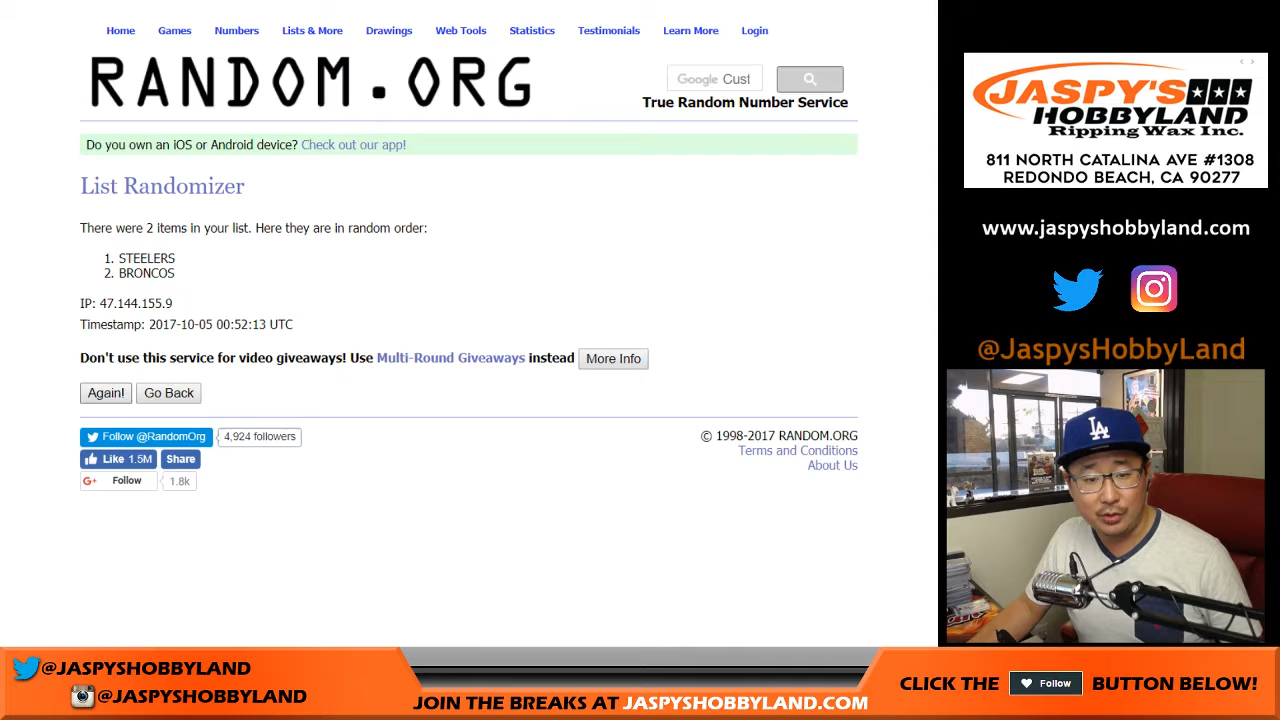 Home Games Numbers Lists & More Drawings Web Tools Statistics Testimonials Learn More Login
RANDOM.ORG
Google Cust
True Random Number Service
Do you own an iOS or Android device? Check out our app!
List Randomizer
There were 2 items in your list. Here they are in random order:
1. STEELERS
2. BRONCOS
IP: 47.144.155.9
Timestamp: 2017-10-05 00:52:13 UTC
Don't use this service for video giveaways! Use Multi-Round Giveaways instead More Info
Again! Go Back
Follow @RandomOrg 4,924 followers
Like 1.5M Share
G+ Follow 1.8k
© 1998-2017 RANDOM.ORG
Terms and Conditions
About Us
JASPY'S
HOBBYLAND
Ripping Wax Inc.
811 NORTH CATALINA AVE #1308
REDONDO BEACH, CA 90277
www.jaspyshobbyland.com
@JaspysHobbyLand
LA
@JASPYSHOBBYLAND
@JASPYSHOBBYLAND
JOIN THE BREAKS AT JASPYSHOBBYLAND.COM
CLICK THE Follow BUTTON BELOW!